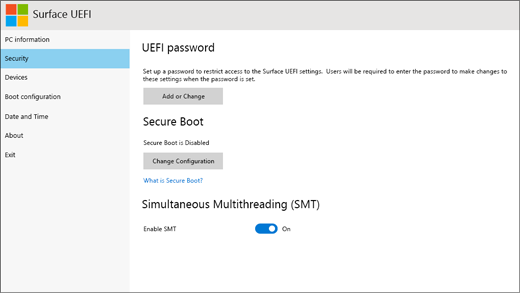 Surface UEFI
PC information
Security
Devices
Boot configuration
Date and Time
About
Exit
UEFI password
Set up a password to restrict access to the Surface UEFI settings. Users will be required to enter the password to make changes to
these settings when the password is set.
Add or Change
Secure Boot
Secure Boot is Disabled
Change Configuration
What is Secure Boot?
Simultaneous Multithreading (SMT)
Enable SMT On